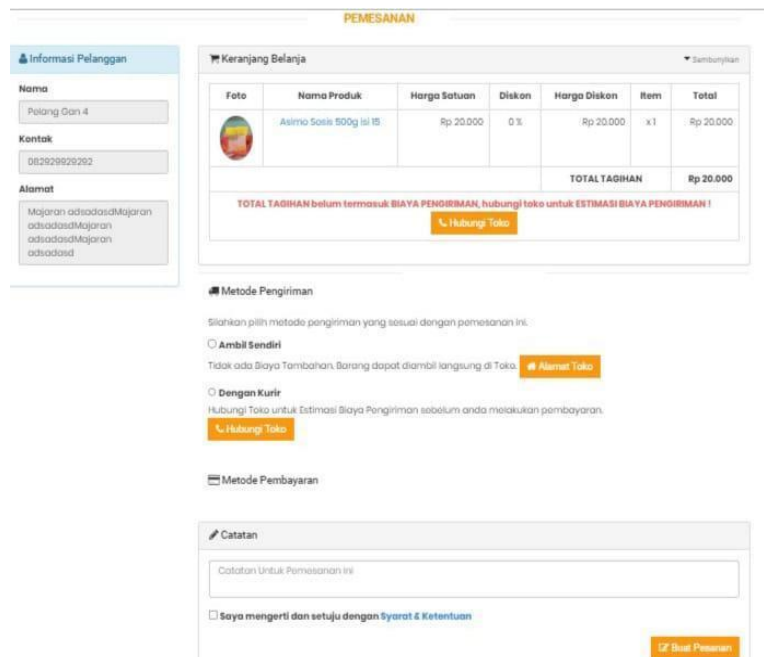 PEMESANAN
Informasi Pelanggan
Nama
Pelang Gan 4
Kontak
082929929292
Alamat
Majaran adsadasdMajaran
adsadasdMajaran
adsadasdMajaran
adsadasd
Keranjang Belanja
Sembunyikan
Foto Nama Produk Harga Satuan Diskon Harga Diskon Item Total
Asimo Sosis 500g isi 15 Rp 20.000 0 % Rp 20.000 x 1 Rp 20.000
TOTAL TAGIHAN Rp 20.000
TOTAL TAGIHAN belum termasuk BIAYA PENGIRIMAN, hubungi toko untuk ESTIMASI BIAYA PENGIRIMAN !
Hubungi Toko
Metode Pengiriman
Silahkan pilih metode pengiriman yang sesuai dengan pemesanan ini.
Ambil Sendiri
Tidak ada Biaya Tambahan. Barang dapat diambil langsung di Toko. Alamat Toko
Dengan Kurir
Hubungi Toko untuk Estimasi Biaya Pengiriman sebelum anda melakukan pembayaran.
Hubungi Toko
Metode Pembayaran
Catatan
Catatan Untuk Pemesanan ini
Saya mengerti dan setuju dengan Syarat & Ketentuan
Buat Pesanan